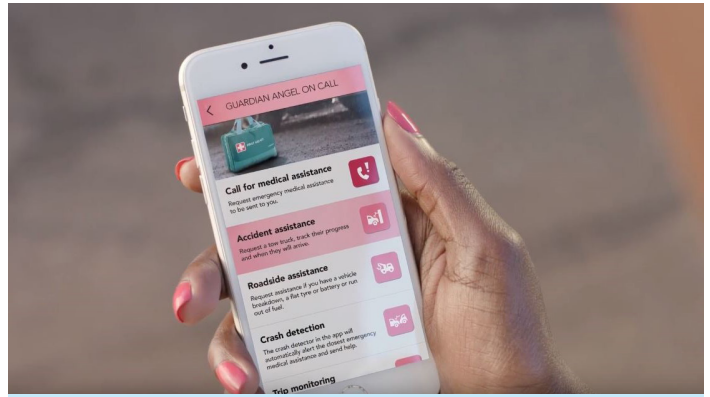 GUARDIAN ANGEL ON CALL
Call for medical assistance
Request emergency medical assistance
to be sent to you.
Accident assistance
Request a tow truck, track their progress
and when they will arrive.
Roadside assistance
Request assistance if you have a vehicle
breakdown, a flat tyre or battery or run
out of fuel.
Crash detection
The crash detector in the app will
automatically alert the closest emergency
medical assistance and send help.
Trip monitoring